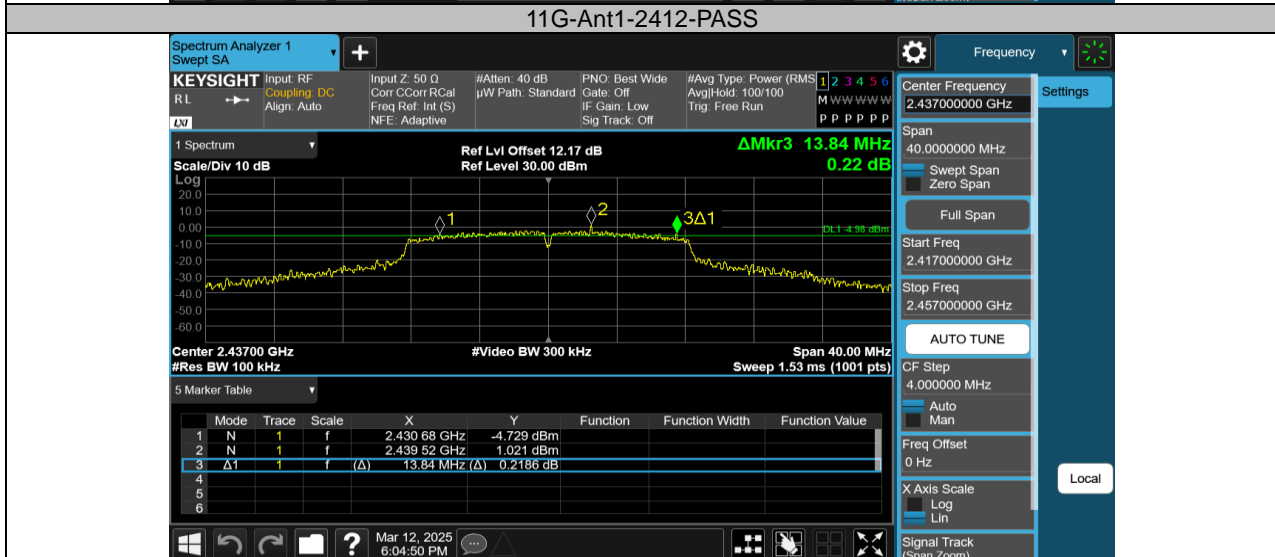 11G-Ant1-2412-PASS
Spectrum Analyzer 1
Swept SA
Frequency
KEYSIGHT
R L
LXI
Input: RF
Coupling: DC
Align: Auto
Input Z: 50 Ω
Corr CCorr RCal
Freq Ref: Int (S)
NFE: Adaptive
#Atten: 40 dB
µW Path: Standard
PNO: Best Wide
Gate: Off
IF Gain: Low
Sig Track: Off
#Avg Type: Power (RMS
Avg|Hold: 100/100
Trig: Free Run
1 2 3 4 5 6
M W W W W W
P P P P P P
1 Spectrum
Scale/Div 10 dB
Ref Lvl Offset 12.17 dB
Ref Level 30.00 dBm
ΔMkr3 13.84 MHz
0.22 dB
Log
20.0
10.0
0.00
-10.0
-20.0
-30.0
-40.0
-50.0
-60.0
1
2
3Δ1
DL1 -4.98 dBm
Center 2.43700 GHz
#Video BW 300 kHz
Span 40.00 MHz
#Res BW 100 kHz
Sweep 1.53 ms (1001 pts)
5 Marker Table
Mode Trace Scale X Y Function Function Width Function Value
1 N 1 f 2.430 68 GHz -4.729 dBm
2 N 1 f 2.439 52 GHz 1.021 dBm
3 Δ1 1 f (Δ) 13.84 MHz (Δ) 0.2186 dB
4
5
6
Mar 12, 2025
6:04:50 PM
Center Frequency
2.437000000 GHz
Settings
Span
40.0000000 MHz
Swept Span
Zero Span
Full Span
Start Freq
2.417000000 GHz
Stop Freq
2.457000000 GHz
AUTO TUNE
CF Step
4.000000 MHz
Auto
Man
Freq Offset
0 Hz
X Axis Scale
Log
Lin
Local
Signal Track
(Span Zoom)